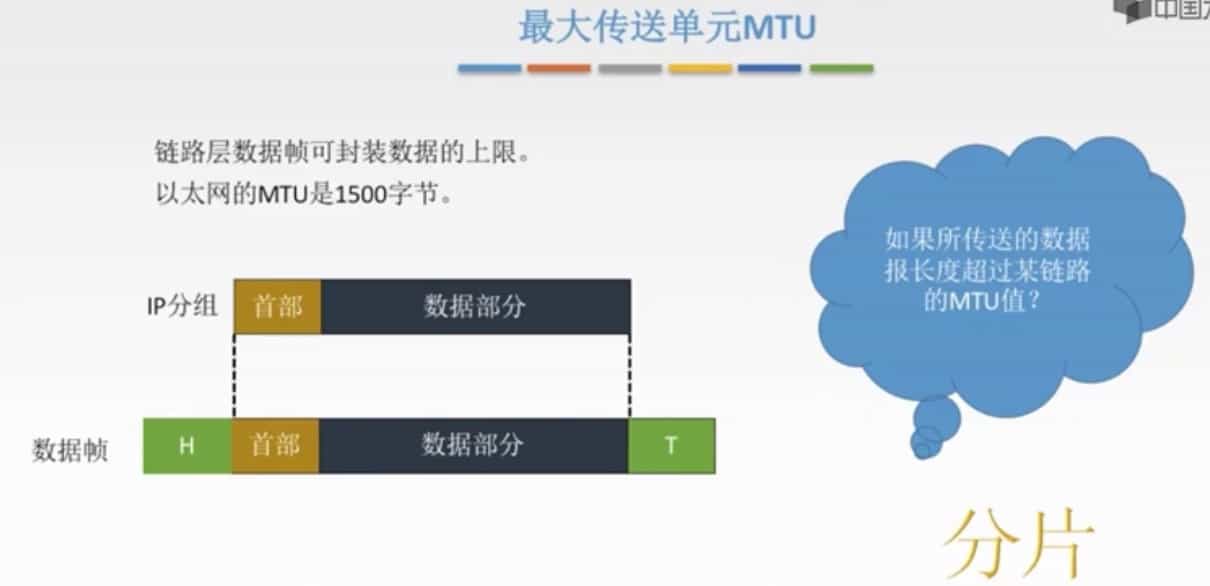 中国
最大传送单元MTU
链路层数据帧可封装数据的上限。
以太网的MTU是1500字节。
如果所传送的数据
报长度超过某链路
的MTU值？
IP分组 首部 数据部分
数据帧 H 首部 数据部分 T
分片